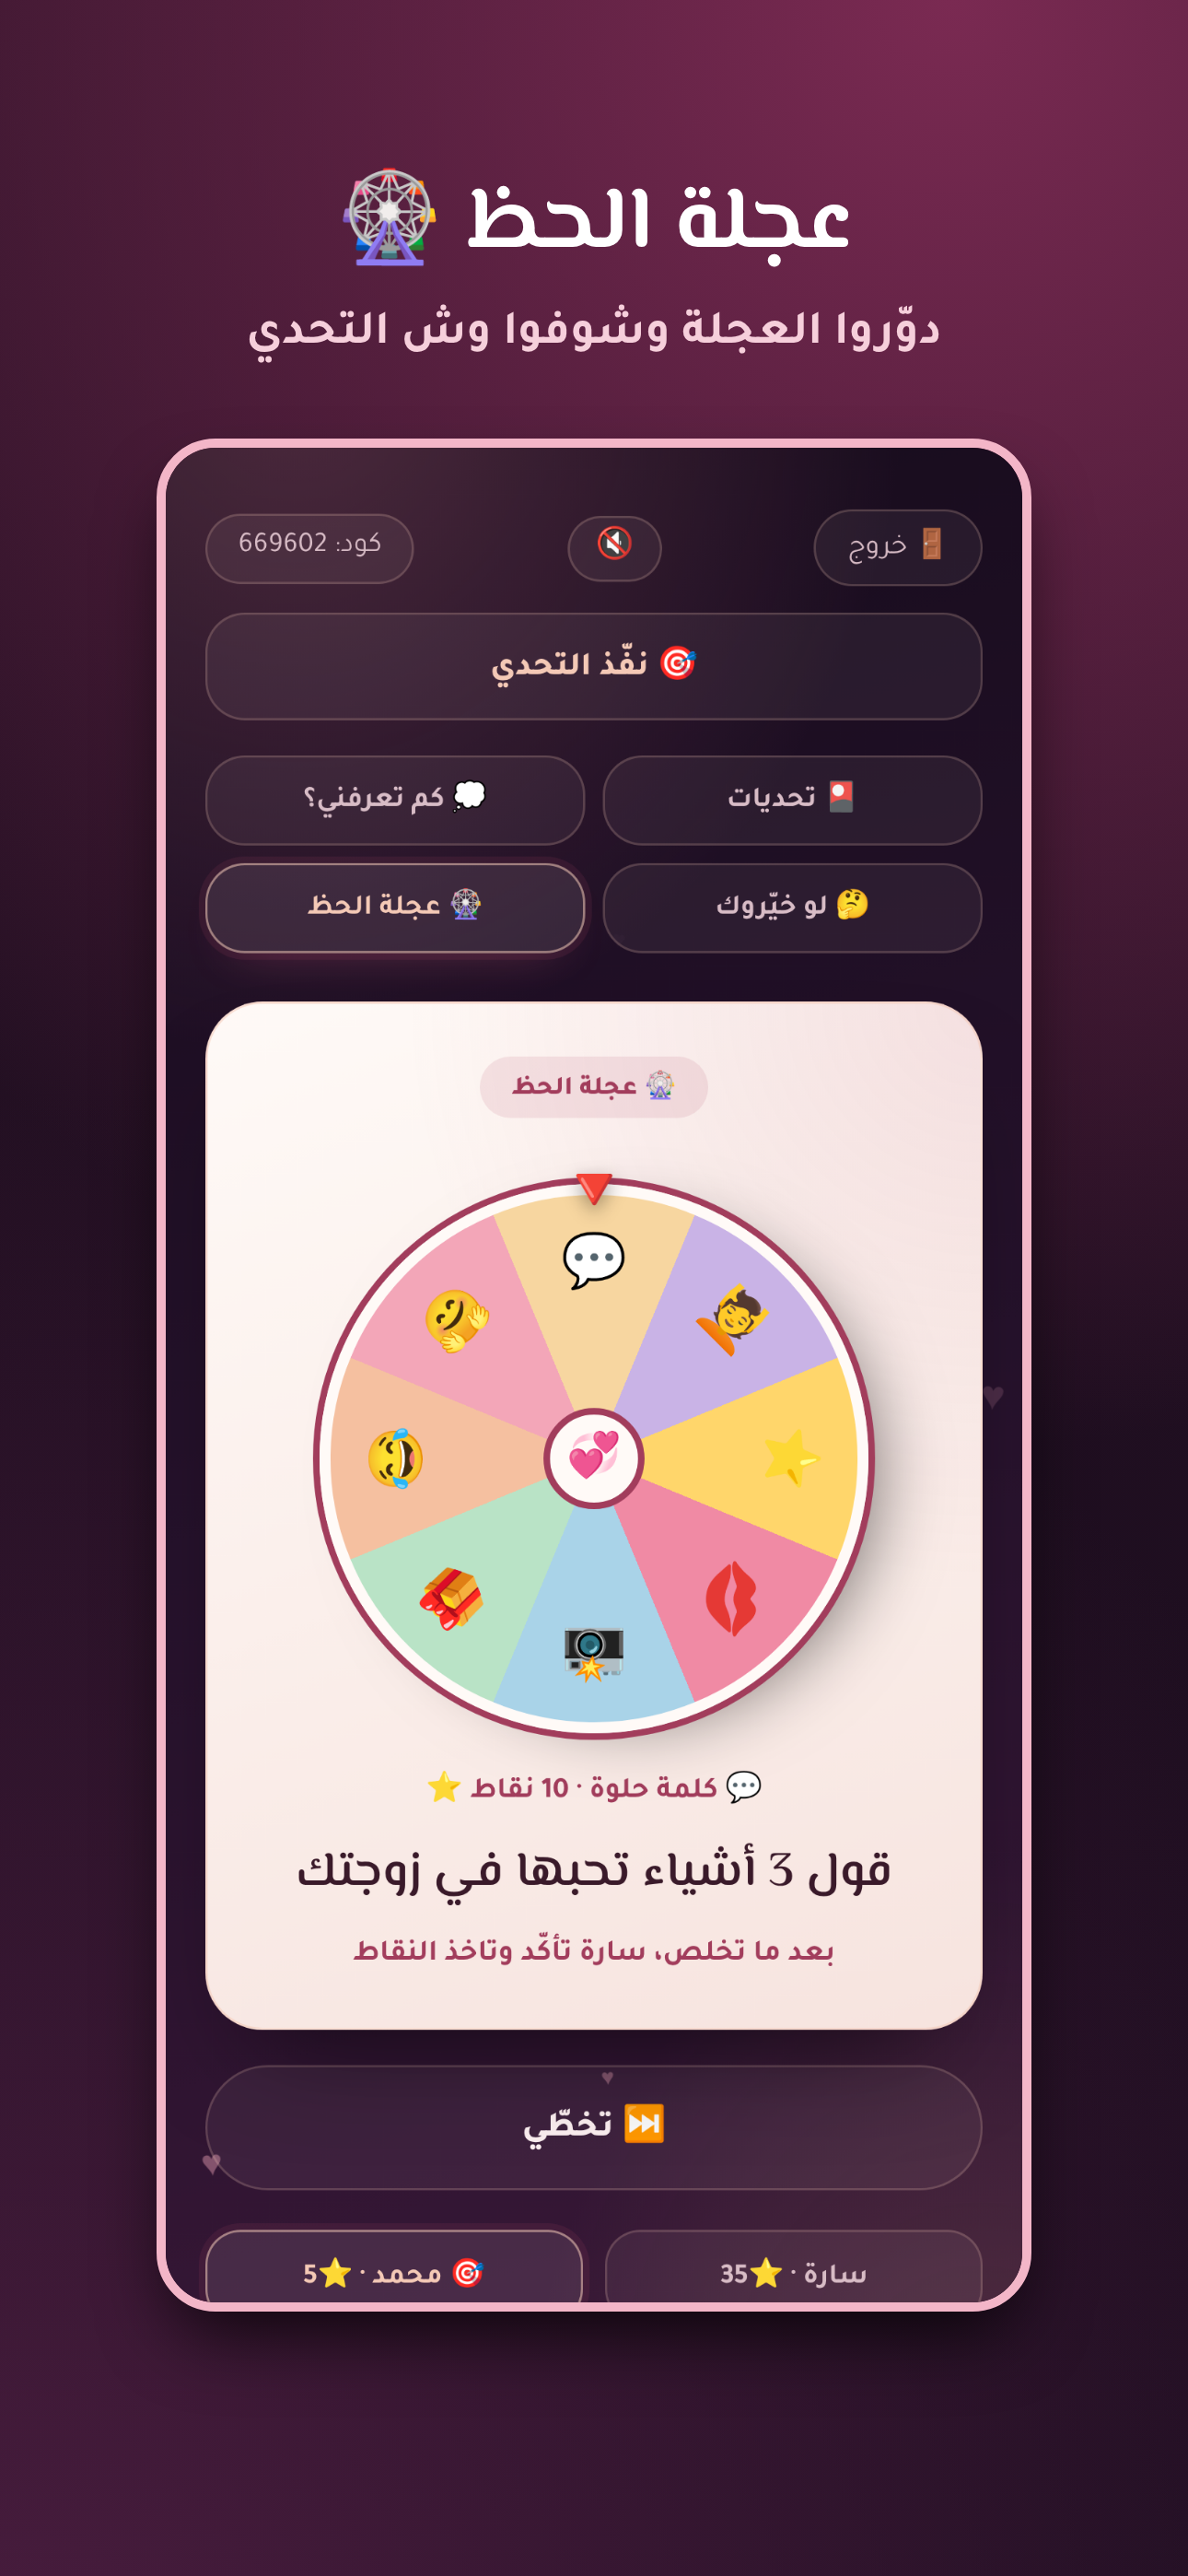 عجلة الحظ 🎡
دوّروا العجلة وشوفوا وش التحدي
🚪 خروج
كود: 669602
🎯 نفّذ التحدي
🎴 تحديات
💭 كم تعرفني؟
🤔 لو خيّروك
🎡 عجلة الحظ
🎡 عجلة الحظ
💬 كلمة حلوة · 10 نقاط ⭐
قول 3 أشياء تحبها في زوجتك
بعد ما تخلص، سارة تأكّد وتاخذ النقاط
⏭️ تخطّي
سارة · ⭐35
🎯 محمد · ⭐5